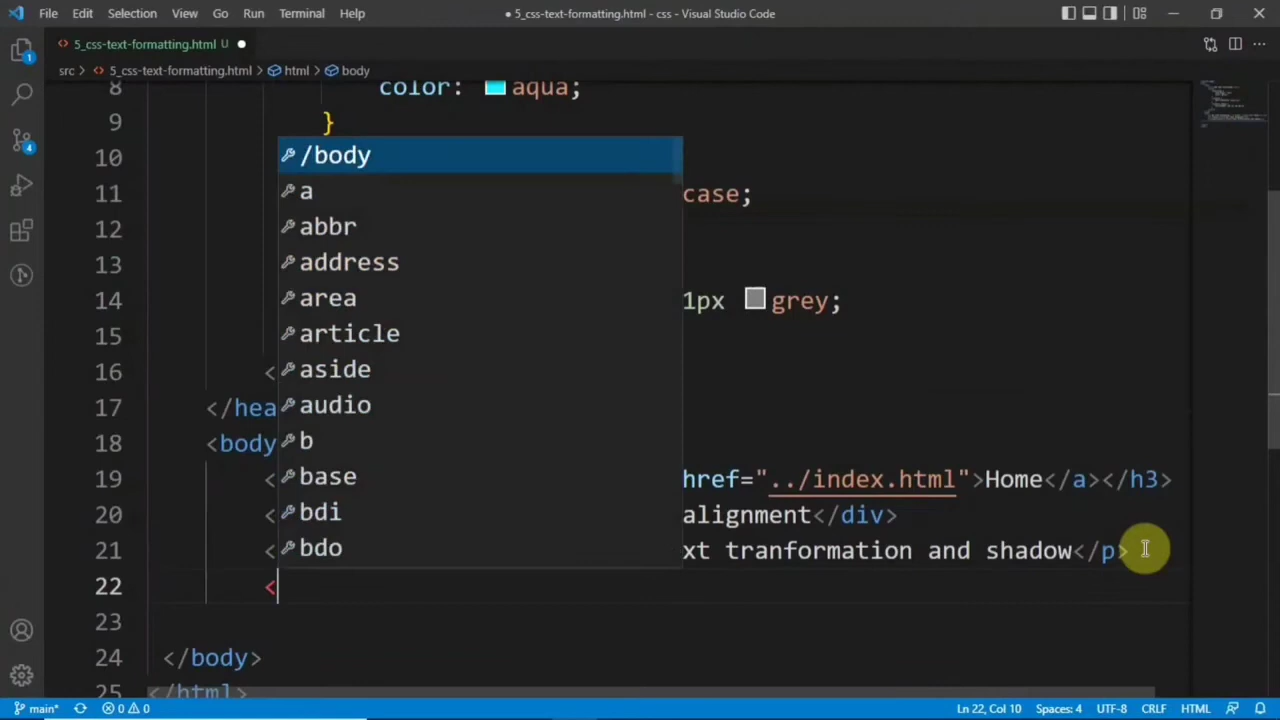 File Edit Selection View Go Run Terminal Help ● 5_css-text-formatting.html - css - Visual Studio Code
5_css-text-formatting.html U ●
src > 5_css-text-formatting.html > html > body
8 color: aqua;
9 }
10 /body
a
11 case;
12 abbr
13 address
14 area 1px grey;
15 article
16 < aside
17 </hea audio
18 <body b
19 < base href="../index.html">Home</a></h3>
20 < bdi alignment</div>
21 < bdo xt tranformation and shadow</p>
22 <
23
24 </body>
25 </html>
main* 0 0 Ln 22, Col 10 Spaces: 4 UTF-8 CRLF HTML
1
4